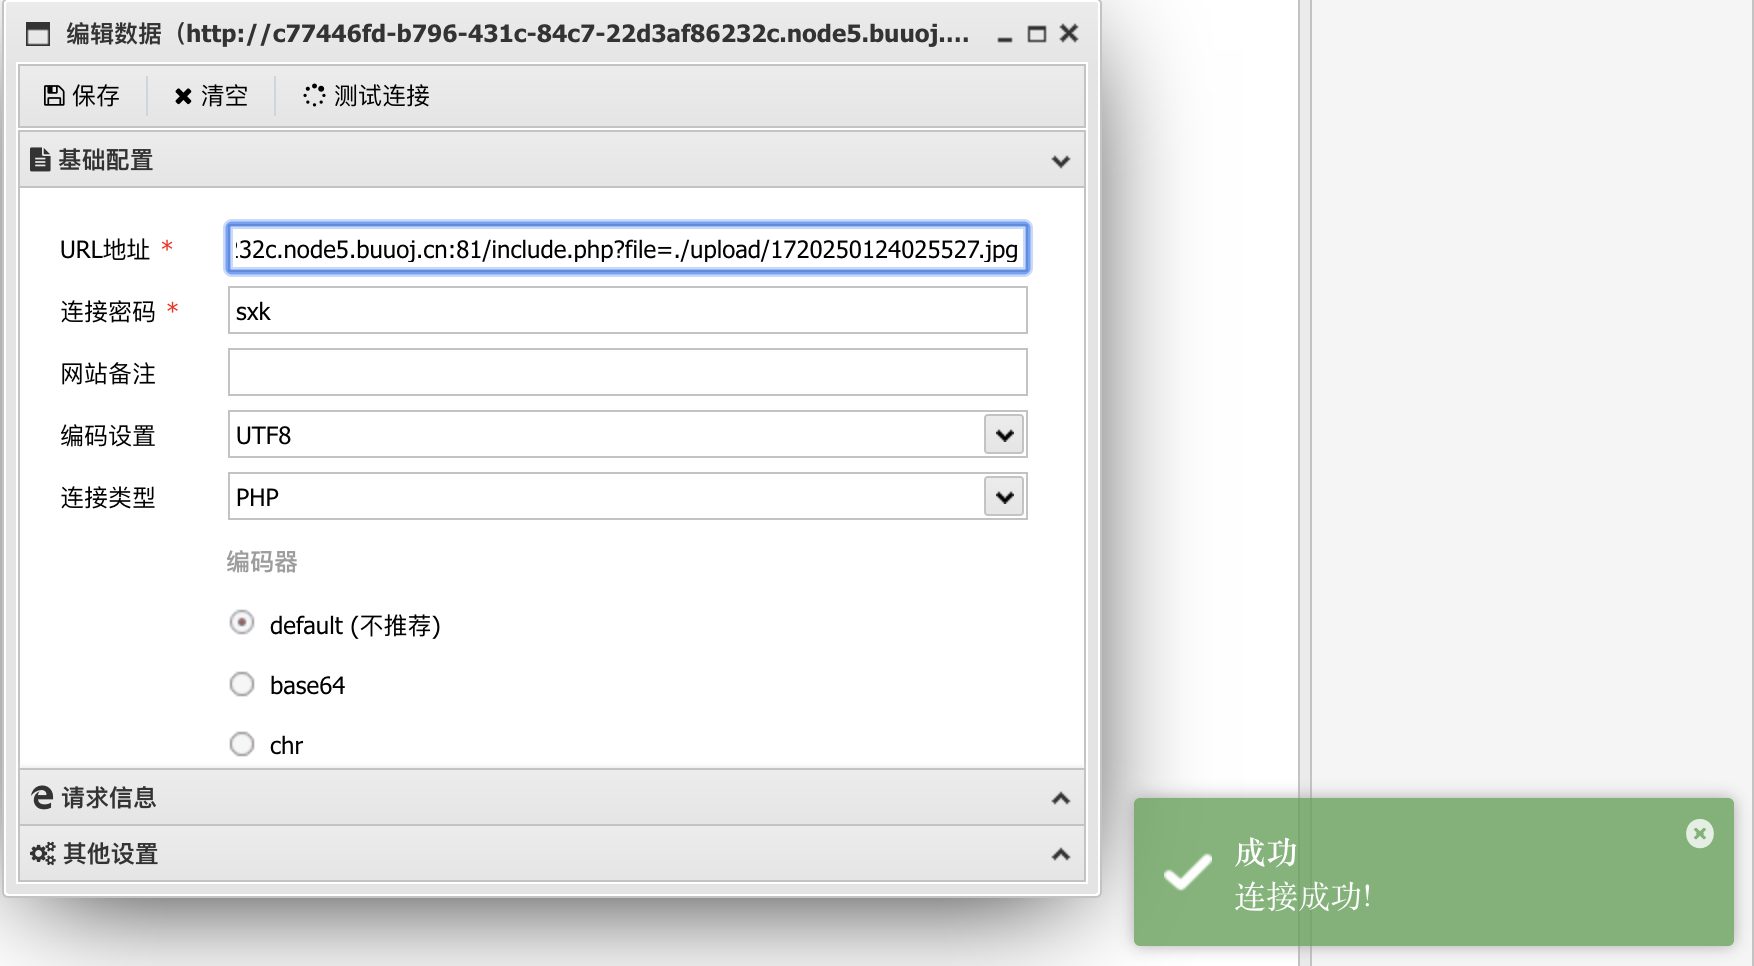 编辑数据（http://c77446fd-b796-431c-84c7-22d3af86232c.node5.buuoj....
保存 清空 测试连接
基础配置
URL地址 * 232c.node5.buuoj.cn:81/include.php?file=./upload/1720250124025527.jpg
连接密码 * sxk
网站备注
编码设置 UTF8
连接类型 PHP
编码器
default (不推荐)
base64
chr
请求信息
其他设置
成功
连接成功!